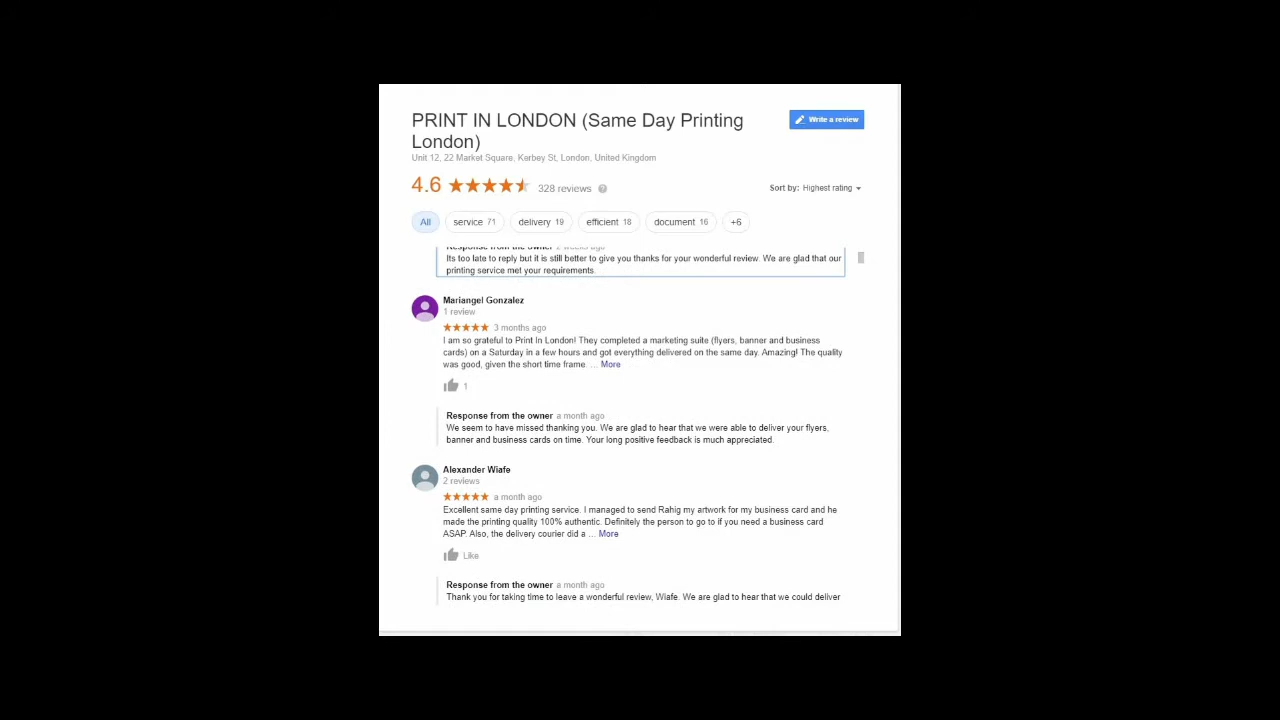 PRINT IN LONDON (Same Day Printing
London)
Write a review
Unit 12, 22 Market Square, Kerbey St, London, United Kingdom
4.6 328 reviews
Sort by: Highest rating
All service 71 delivery 19 efficient 18 document 16 +6
Response from the owner 2 weeks ago
Its too late to reply but it is still better to give you thanks for your wonderful review. We are glad that our
printing service met your requirements.
Mariangel Gonzalez
1 review
3 months ago
I am so grateful to Print In London! They completed a marketing suite (flyers, banner and business
cards) on a Saturday in a few hours and got everything delivered on the same day. Amazing! The quality
was good, given the short time frame. ... More
1
Response from the owner a month ago
We seem to have missed thanking you. We are glad to hear that we were able to deliver your flyers,
banner and business cards on time. Your long positive feedback is much appreciated.
Alexander Wiafe
2 reviews
a month ago
Excellent same day printing service. I managed to send Rahig my artwork for my business card and he
made the printing quality 100% authentic. Definitely the person to go to if you need a business card
ASAP. Also, the delivery courier did a ... More
Like
Response from the owner a month ago
Thank you for taking time to leave a wonderful review, Wiafe. We are glad to hear that we could deliver